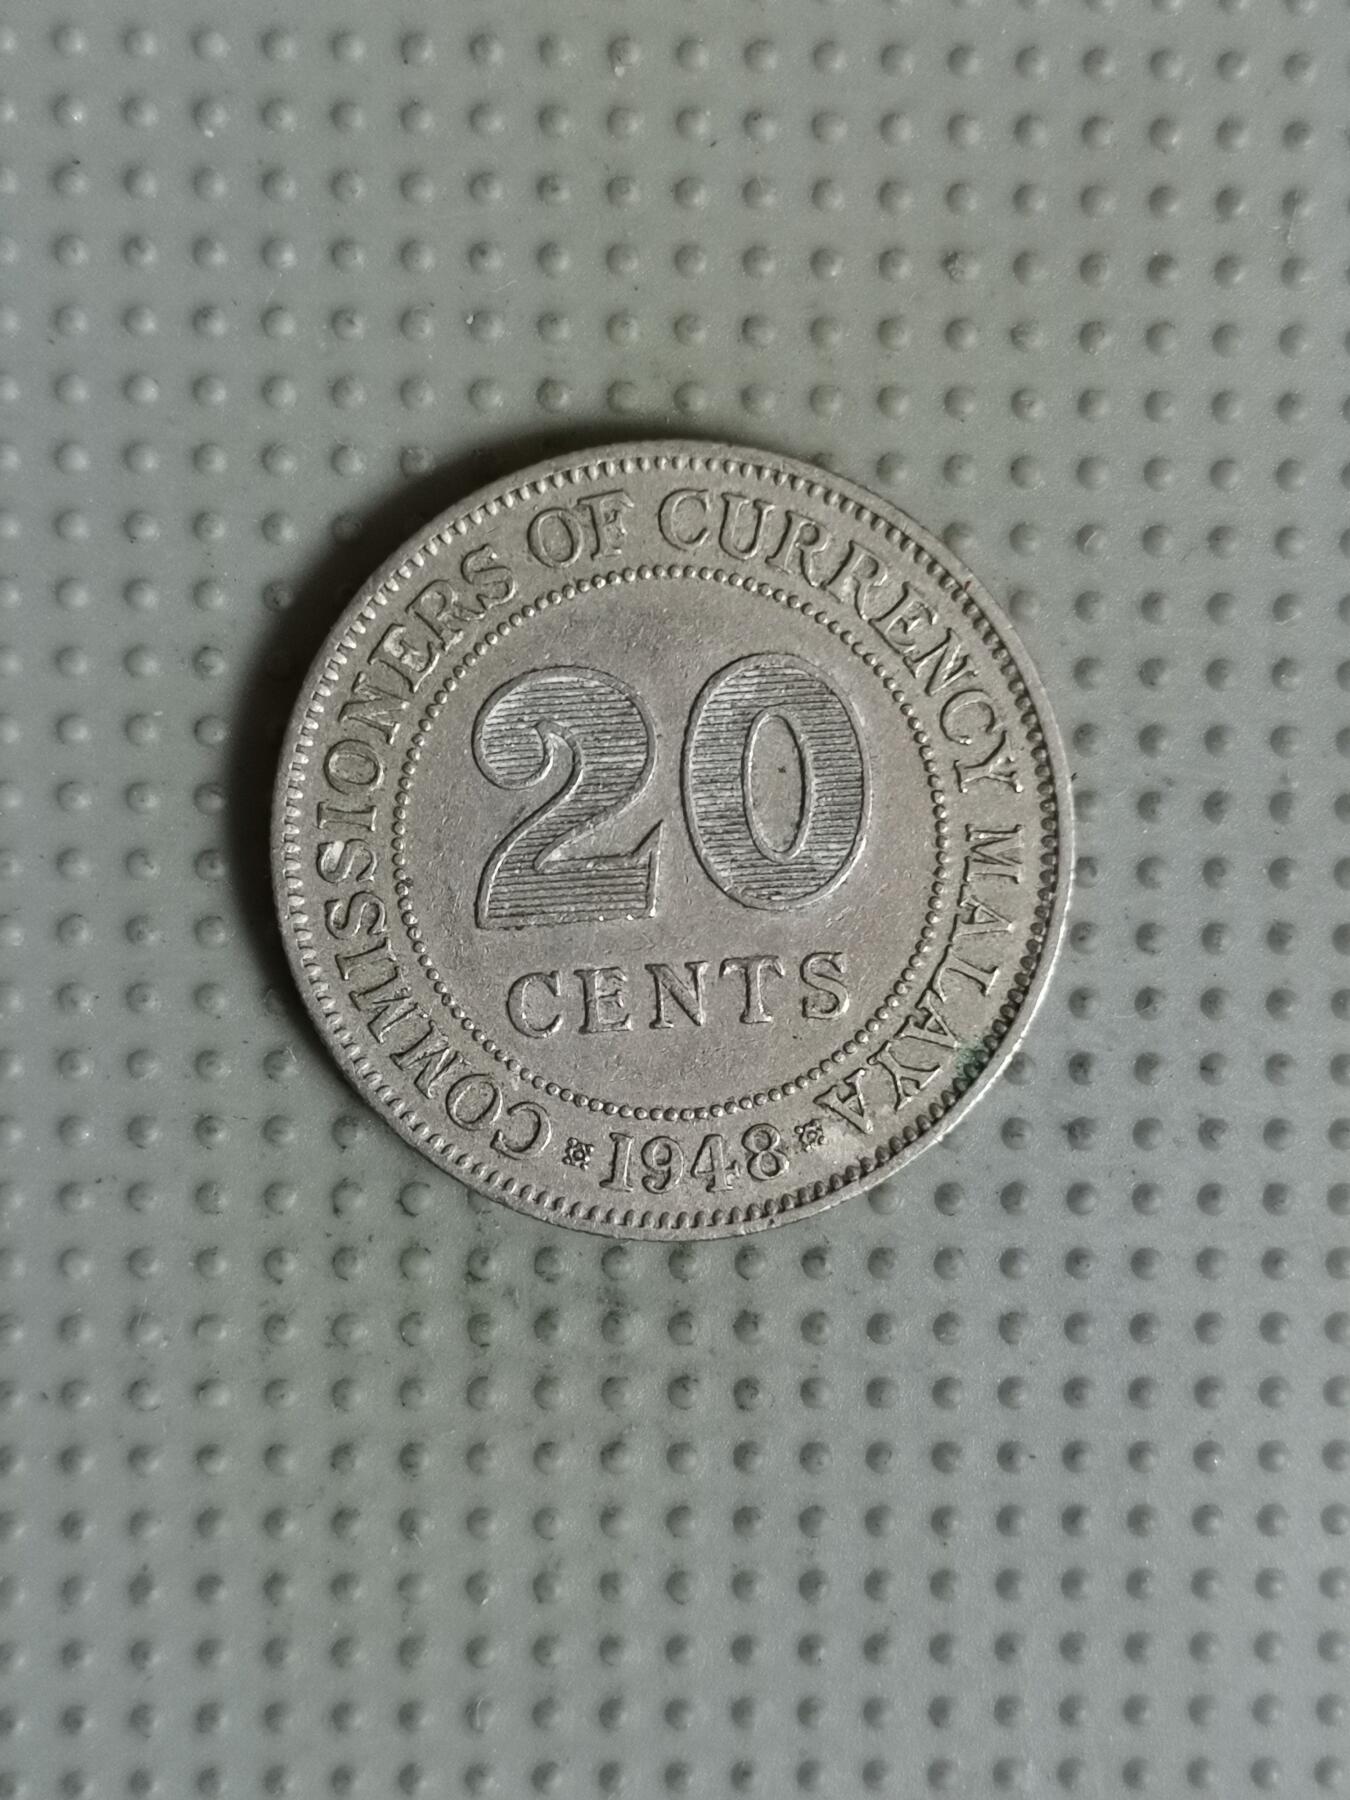 COMMISSIONERS OF CURRENCY MALAYA
20
CENTS
1948